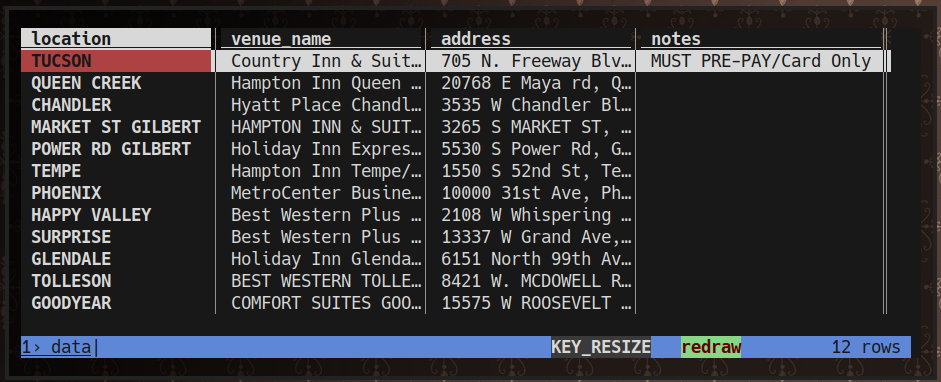 location venue_name address notes
TUCSON Country Inn & Suit… 705 N. Freeway Blv… MUST PRE-PAY/Card Only
QUEEN CREEK Hampton Inn Queen … 20768 E Maya rd, Q…
CHANDLER Hyatt Place Chandl… 3535 W Chandler Bl…
MARKET ST GILBERT HAMPTON INN & SUIT… 3265 S MARKET ST, …
POWER RD GILBERT Holiday Inn Expres… 5530 S Power Rd, G…
TEMPE Hampton Inn Tempe/… 1550 S 52nd St, Te…
PHOENIX MetroCenter Busine… 10000 31st Ave, Ph…
HAPPY VALLEY Best Western Plus … 2108 W Whispering …
SURPRISE Best Western Plus … 13337 W Grand Ave,…
GLENDALE Holiday Inn Glenda… 6151 North 99th Av…
TOLLESON BEST WESTERN TOLLE… 8421 W. MCDOWELL R…
GOODYEAR COMFORT SUITES GOO… 15575 W ROOSEVELT …
1› data| KEY_RESIZE redraw 12 rows